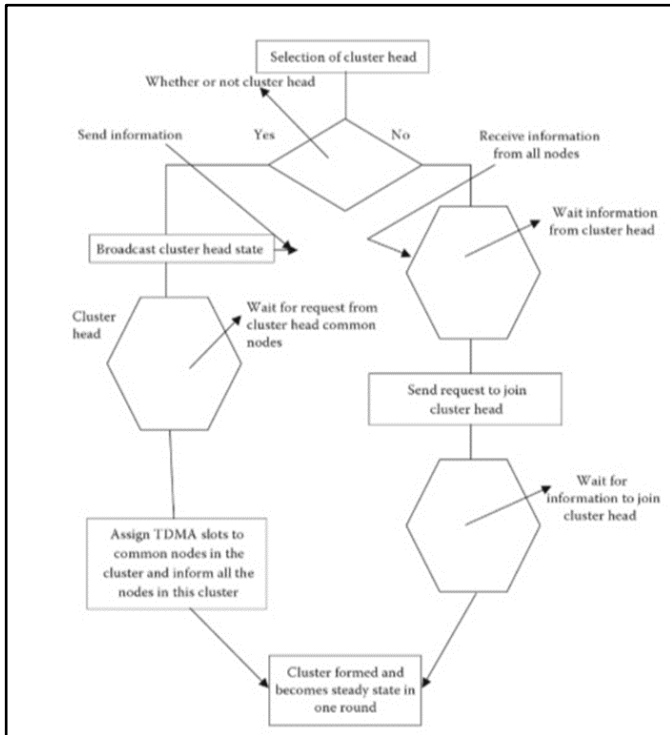 Selection of cluster head
Whether or not cluster head
Send information
Yes
No
Receive information
from all nodes
Wait information
from cluster head
Broadcast cluster head state
Cluster
head
Wait for request from
cluster head common
nodes
Send request to join
cluster head
Wait for
information to join
cluster head
Assign TDMA slots to
common nodes in the
cluster and inform all the
nodes in this cluster
Cluster formed and
becomes steady state in
one round